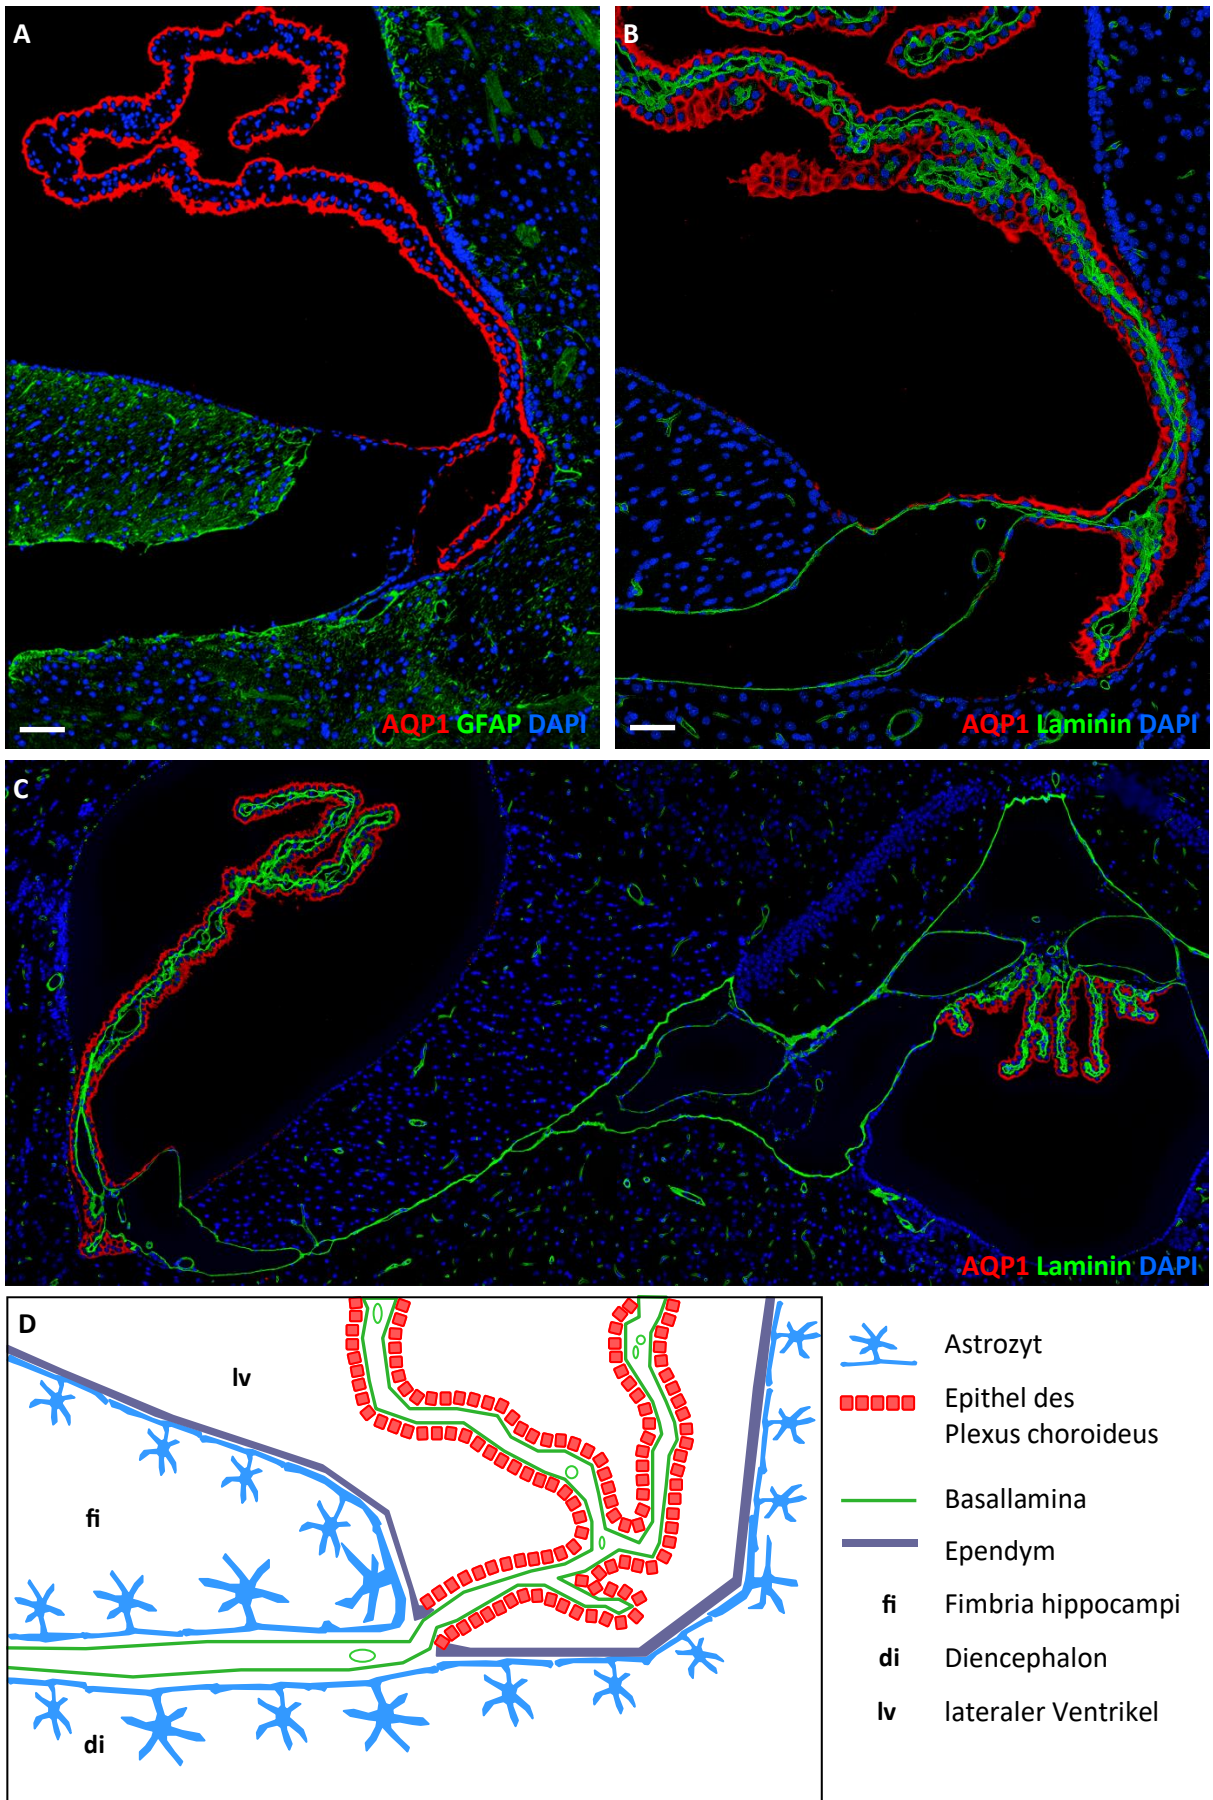 A
AQP1 GFAP DAPI
B
AQP1 Laminin DAPI
C
AQP1 Laminin DAPI
D
lv
fi
di
Astrozyt
Epithel des
Plexus choroideus
Basallamina
Ependym
fi Fimbria hippocampi
di Diencephalon
lv lateraler Ventrikel